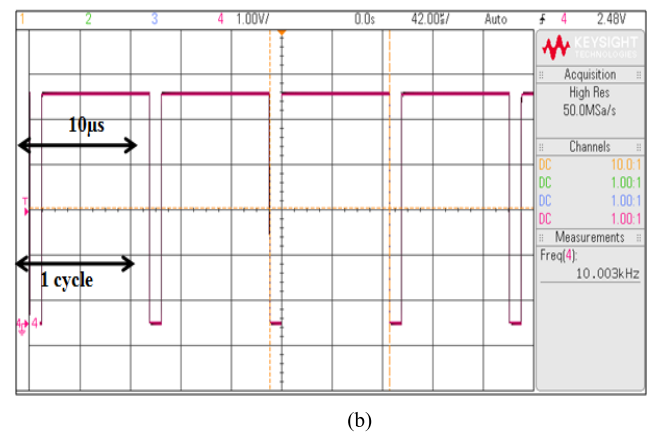 1 2 3 4 1.00V/ 0.0s 42.00µ/ Auto 4 2.48V
KEYSIGHT
TECHNOLOGIES
Acquisition
High Res
50.0MSa/s
Channels
DC 10.0:1
DC 1.00:1
DC 1.00:1
DC 1.00:1
Measurements
Freq(4):
10.003kHz
10µs
T
1 cycle
4
(b)